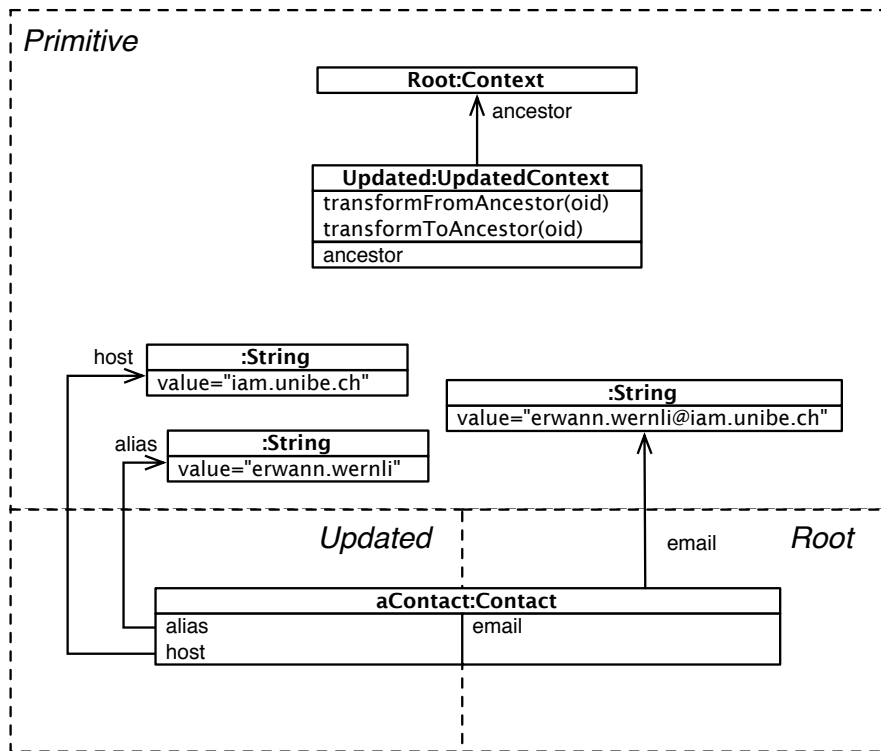 Primitive
Root:Context
ancestor
Updated:UpdatedContext
transformFromAncestor(oid)
transformToAncestor(oid)
ancestor
host
:String
value="iam.unibe.ch"
:String
value="erwann.wernli@iam.unibe.ch"
alias
:String
value="erwann.wernli"
Updated
email
Root
aContact:Contact
alias
email
host